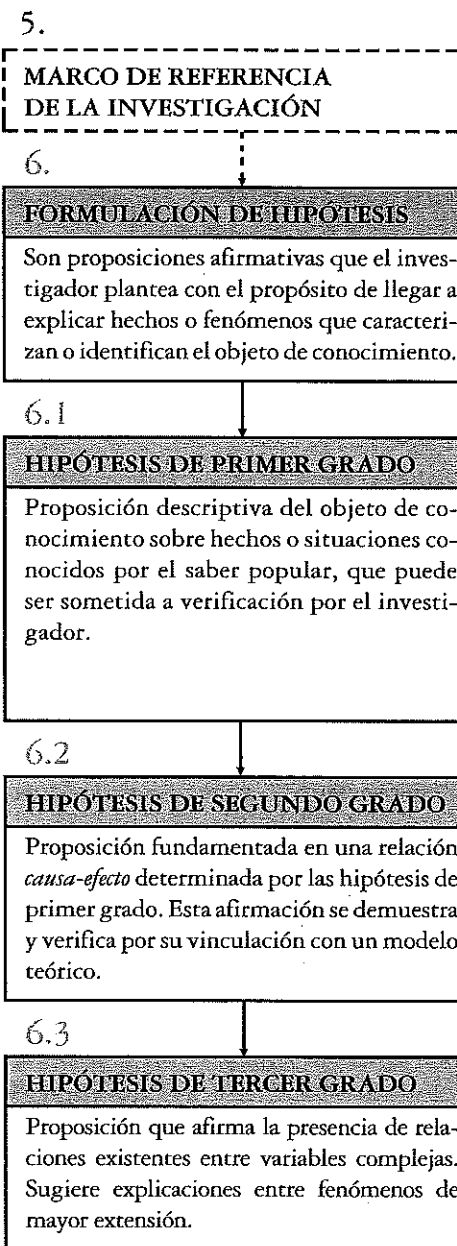 5.
MARCO DE REFERENCIA
DE LA INVESTIGACIÓN
6.
FORMULACIÓN DE HIPÓTESIS
Son proposiciones afirmativas que el inves-
tigador plantea con el propósito de llegar a
explicar hechos o fenómenos que caracteri-
zan o identifican el objeto de conocimiento.
6.1
HIPÓTESIS DE PRIMER GRADO
Proposición descriptiva del objeto de co-
nocimiento sobre hechos o situaciones co-
nocidos por el saber popular, que puede
ser sometida a verificación por el investi-
gador.
6.2
HIPÓTESIS DE SEGUNDO GRADO
Proposición fundamentada en una relación
causa-efecto determinada por las hipótesis de
primer grado. Esta afirmación se demuestra
y verifica por su vinculación con un modelo
teórico.
6.3
HIPÓTESIS DE TERCER GRADO
Proposición que afirma la presencia de rela-
ciones existentes entre variables complejas.
Sugiere explicaciones entre fenómenos de
mayor extensión.